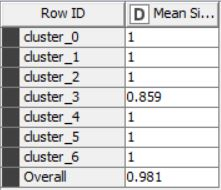 Row ID D Mean Si...
cluster_0 1
cluster_1 1
cluster_2 1
cluster_3 0.859
cluster_4 1
cluster_5 1
cluster_6 1
Overall 0.981